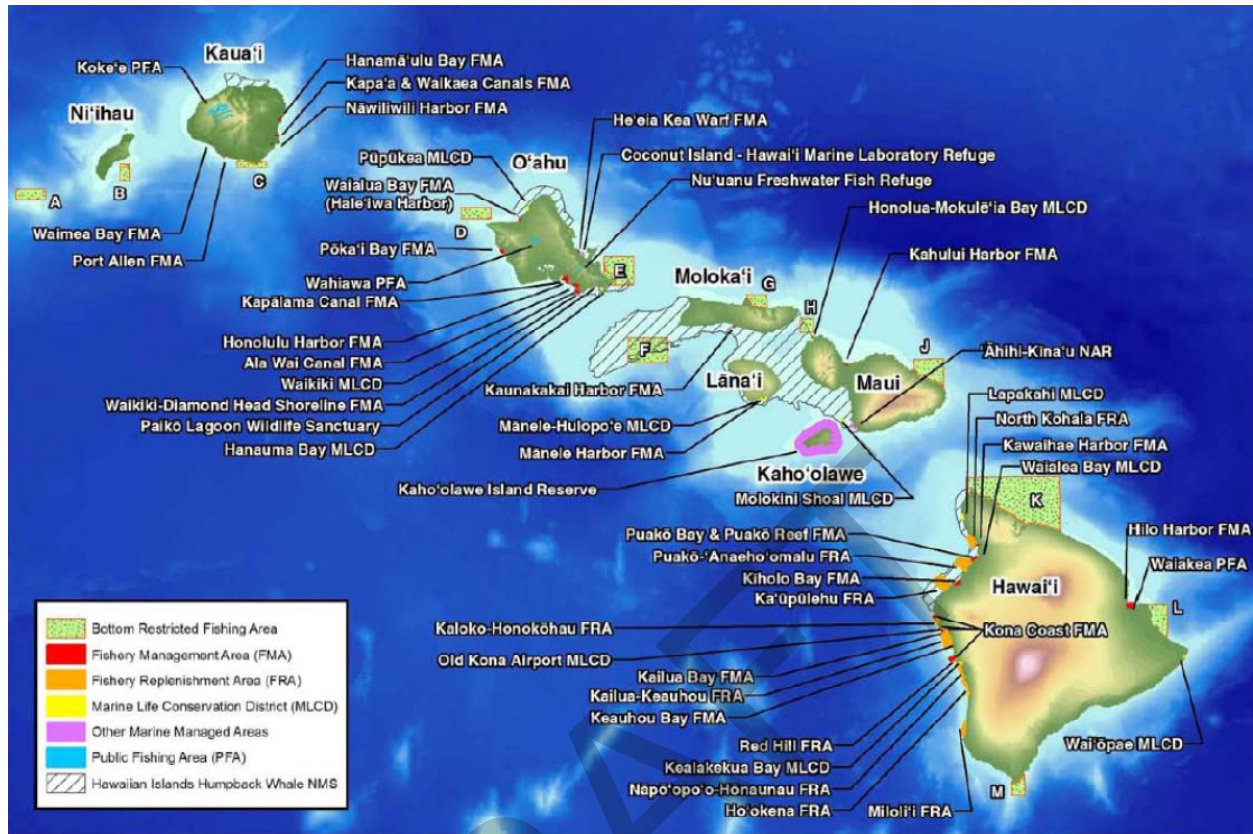 Kaua'i
Koke'e PFA
Ni'ihau
Hanamā'ulu Bay FMA
Kapa'a & Waikaea Canals FMA
Nāwiliwili Harbor FMA
A
B
C
Waimea Bay FMA
Port Allen FMA
O'ahu
Pūpūkea MLCD
Waialua Bay FMA
(Hale'iwa Harbor)
D
Pōka'i Bay FMA
Wahiawa PFA
Kapālama Canal FMA
Honolulu Harbor FMA
Ala Wai Canal FMA
Waikiki MLCD
Waikiki-Diamond Head Shoreline FMA
Paikō Lagoon Wildlife Sanctuary
Hanauma Bay MLCD
He'eia Kea Warf FMA
Coconut Island - Hawai'i Marine Laboratory Refuge
Nu'uanu Freshwater Fish Refuge
Honolua-Mokulē'ia Bay MLCD
Kahului Harbor FMA
E
Moloka'i
G
H
F
J
Kaunakakai Harbor FMA
Lāna'i
Maui
'Āhihi-Kīna'u NAR
Mānele-Hulopo'e MLCD
Mānele Harbor FMA
Kaho'olawe
Kaho'olawe Island Reserve
Molokini Shoal MLCD
Lapakahi MLCD
North Kohala FRA
Kawaihae Harbor FMA
Waialea Bay MLCD
K
Puakō Bay & Puakō Reef FMA
Puakō-'Anaeho'omalu FRA
Kīholo Bay FMA
Ka'ūpūlehu FRA
Hawai'i
Hilo Harbor FMA
Waiakea PFA
L
Kaloko-Honokōhau FRA
Old Kona Airport MLCD
Kona Coast FMA
Kailua Bay FMA
Kailua-Keauhou FRA
Keauhou Bay FMA
Red Hill FRA
Kealakekua Bay MLCD
Nāpō'opo'o-Hōnaunau FRA
Ho'okena FRA
Miloli'i FRA
M
Wai'ōpae MLCD
Bottom Restricted Fishing Area
Fishery Management Area (FMA)
Fishery Replenishment Area (FRA)
Marine Life Conservation District (MLCD)
Other Marine Managed Areas
Public Fishing Area (PFA)
Hawaiian Islands Humpback Whale NMS